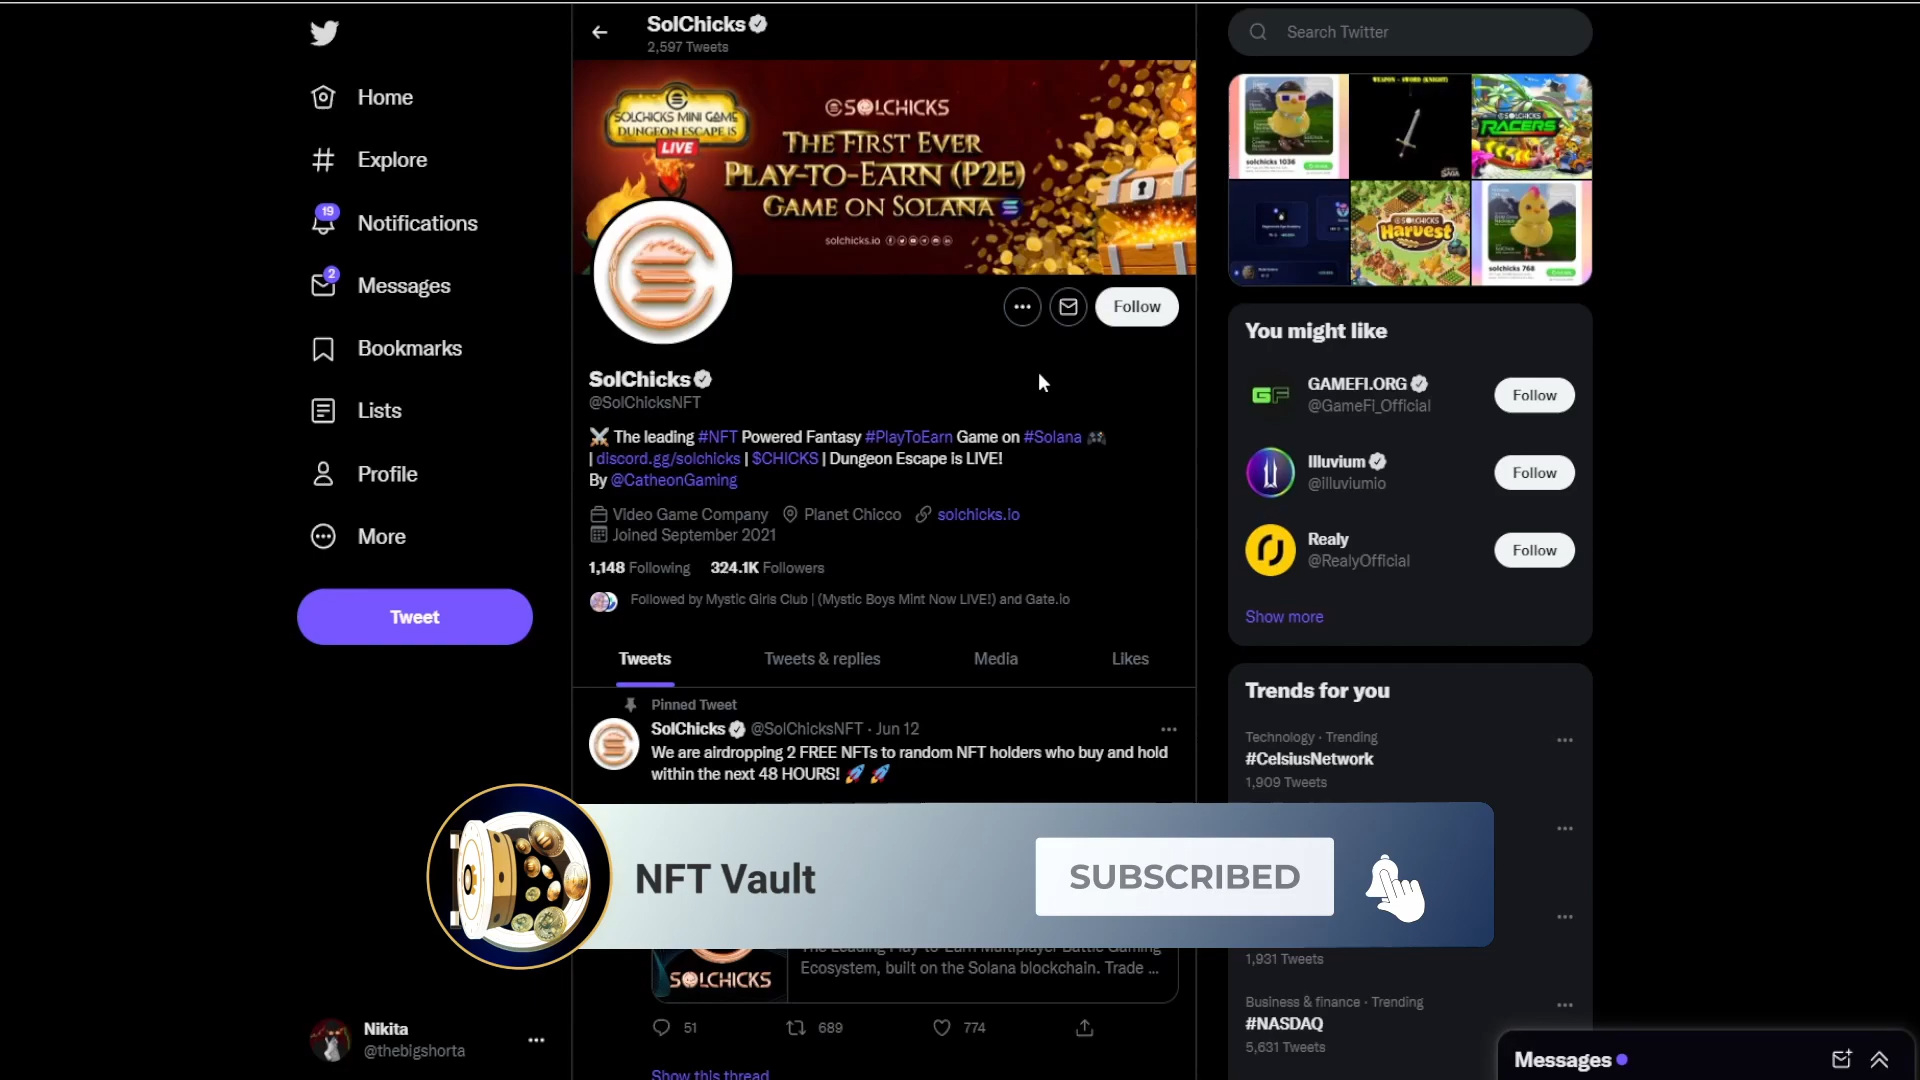 Home
Explore
19
Notifications
2
Messages
Bookmarks
Lists
Profile
More
Tweet
Nikita
@thebigshorta
SolChicks
2,597 Tweets
SOLCHICKS MINI GAME
DUNGEON ESCAPE IS
LIVE
SOLCHICKS
THE FIRST EVER
PLAY-TO-EARN (P2E)
GAME ON SOLANA
solchicks.io
Follow
SolChicks
@SolChicksNFT
The leading #NFT Powered Fantasy #PlayToEarn Game on #Solana
| discord.gg/solchicks | $CHICKS | Dungeon Escape is LIVE!
By @CatheonGaming
Video Game Company Planet Chicco solchicks.io
Joined September 2021
1,148 Following 324.1K Followers
Followed by Mystic Girls Club | (Mystic Boys Mint Now LIVE!) and Gate.io
Tweets Tweets & replies Media Likes
Pinned Tweet
SolChicks @SolChicksNFT · Jun 12
We are airdropping 2 FREE NFTs to random NFT holders who buy and hold
within the next 48 HOURS!
NFT Vault
SUBSCRIBED
The Leading Play-to-Earn Multiplayer Battle Gaming
Ecosystem, built on the Solana blockchain. Trade ...
SOLCHICKS
51 689 774
Show this thread
Search Twitter
solchicks 1036
WEAPON - SWORD (KNIGHT)
SAGA
SOLCHICKS
RACERS
SOLCHICKS
Harvest
solchicks 768
You might like
GAMEFI.ORG
@GameFi_Official
Follow
Illuvium
@illuviumio
Follow
Realy
@RealyOfficial
Follow
Show more
Trends for you
Technology · Trending
#CelsiusNetwork
1,909 Tweets
1,931 Tweets
Business & finance · Trending
#NASDAQ
5,631 Tweets
Messages